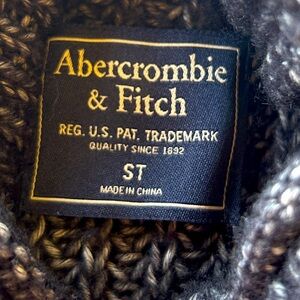 Abercrombie
& Fitch
REG. U.S. PAT. TRADEMARK
QUALITY SINCE 1892
ST
MADE IN CHINA